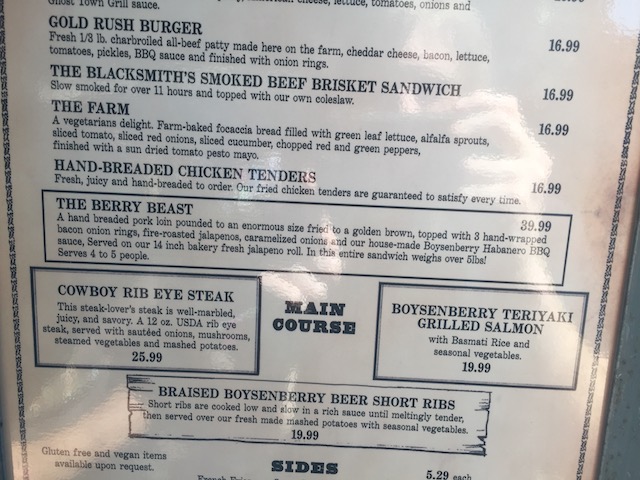 Ghost Town Grill sauce. cheese, lettuce, tomatoes, onions and
GOLD RUSH BURGER
Fresh 1/3 lb. charbroiled all-beef patty made here on the farm, cheddar cheese, bacon, lettuce, 16.99
tomatoes, pickles, BBQ sauce and finished with onion rings.
THE BLACKSMITH'S SMOKED BEEF BRISKET SANDWICH 16.99
Slow smoked for over 11 hours and topped with our own coleslaw.
THE FARM 16.99
A vegetarians delight. Farm-baked focaccia bread filled with green leaf lettuce, alfalfa sprouts,
sliced tomato, sliced red onions, sliced cucumber, chopped red and green peppers,
finished with a sun dried tomato pesto mayo.
HAND-BREADED CHICKEN TENDERS 16.99
Fresh, juicy and hand-breaded to order. Our fried chicken tenders are guaranteed to satisfy every time.
THE BERRY BEAST 39.99
A hand breaded pork loin pounded to an enormous size fried to a golden brown, topped with 3 hand-wrapped
bacon onion rings, fire-roasted jalapenos, caramelized onions and our house-made Boysenberry Habanero BBQ
sauce, Served on our 14 inch bakery fresh jalapeno roll. In this entire sandwich weighs over 5lbs!
Serves 4 to 5 people.
COWBOY RIB EYE STEAK
This steak-lover's steak is well-marbled,
juicy, and savory. A 12 oz. USDA rib eye
steak, served with sautéed onions, mushrooms,
steamed vegetables and mashed potatoes.
25.99
MAIN
COURSE
BOYSENBERRY TERIYAKI
GRILLED SALMON
with Basmati Rice and
seasonal vegetables.
19.99
BRAISED BOYSENBERRY BEER SHORT RIBS
Short ribs are cooked low and slow in a rich sauce until meltingly tender,
then served over our fresh made mashed potatoes with seasonal vegetables.
19.99
Gluten free and vegan items
available upon request.
SIDES
French 5.29 each